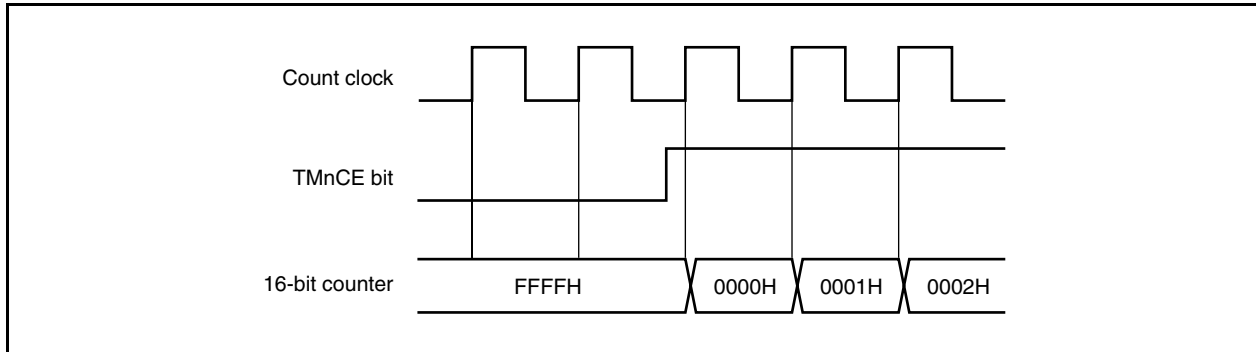 Count clock
TMnCE bit
16-bit counter
FFFFH
0000H
0001H
0002H